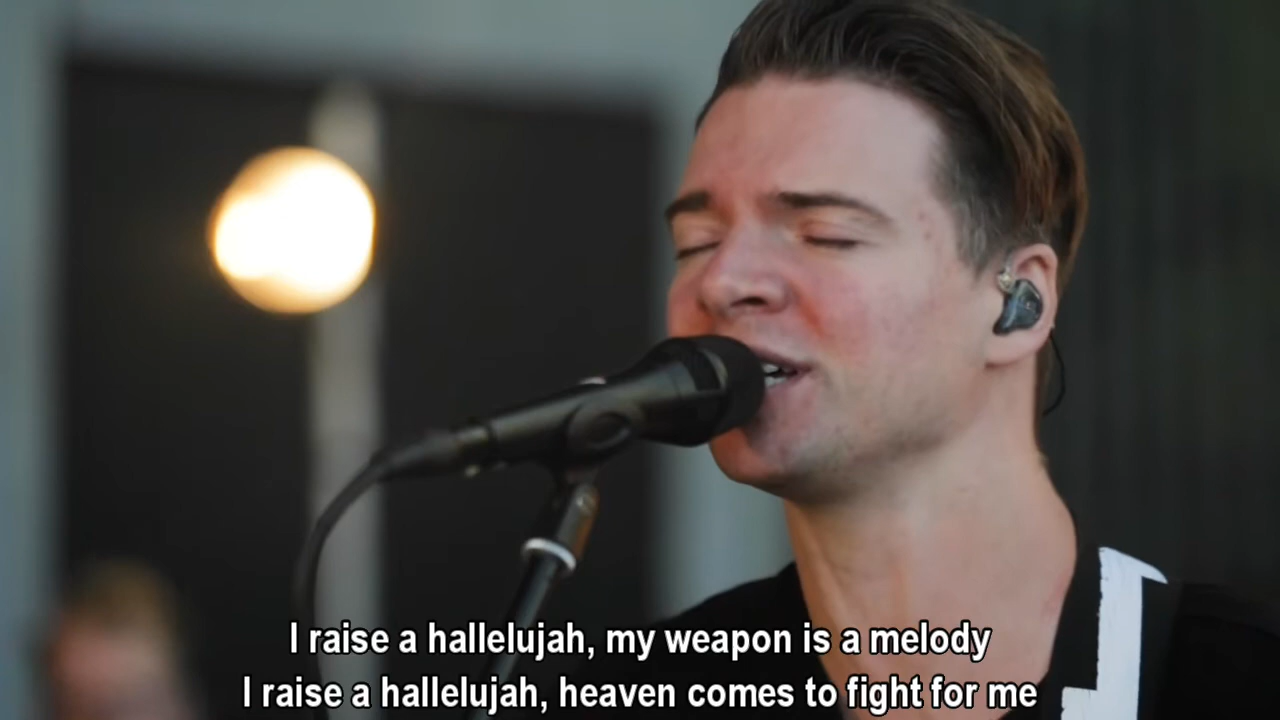 I raise a hallelujah, my weapon is a melody
I raise a hallelujah, heaven comes to fight for me